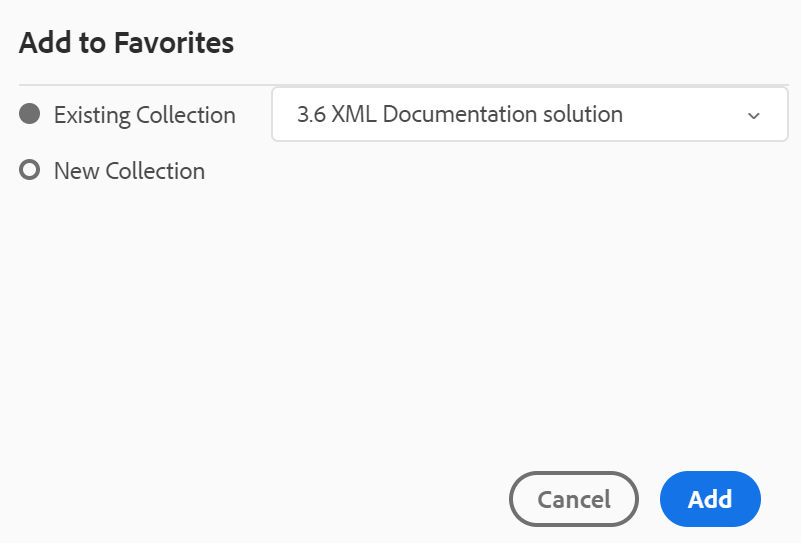 Add to Favorites
Existing Collection
3.6 XML Documentation solution
New Collection
Cancel
Add